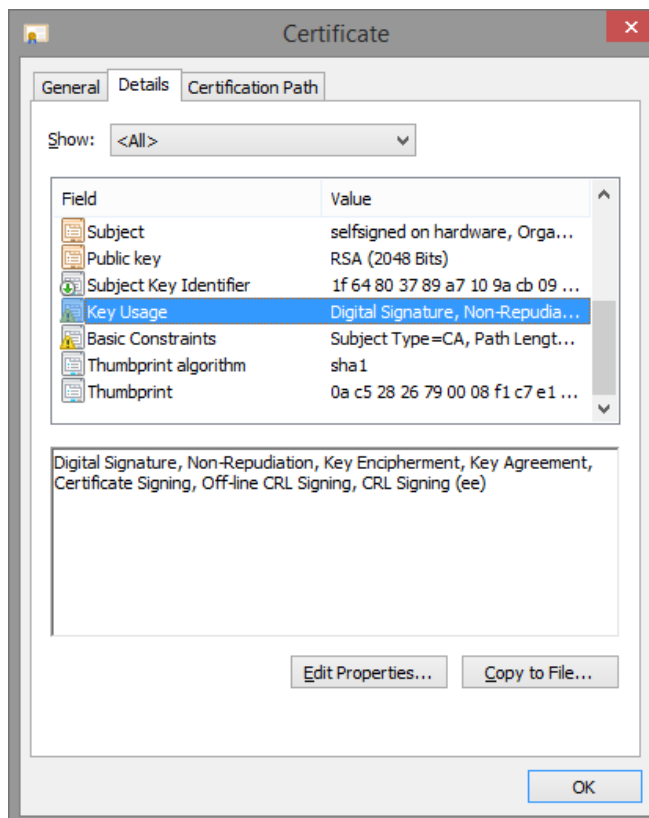 Certificate
General Details Certification Path
Show: <All>
Field Value
Subject selfsigned on hardware, Orga...
Public key RSA (2048 Bits)
Subject Key Identifier 1f 64 80 37 89 a7 10 9a cb 09 ...
Key Usage Digital Signature, Non-Repudia...
Basic Constraints Subject Type=CA, Path Lengt...
Thumbprint algorithm sha1
Thumbprint 0a c5 28 26 79 00 08 f1 c7 e1 ...
Digital Signature, Non-Repudiation, Key Encipherment, Key Agreement,
Certificate Signing, Off-line CRL Signing, CRL Signing (ee)
Edit Properties... Copy to File...
OK